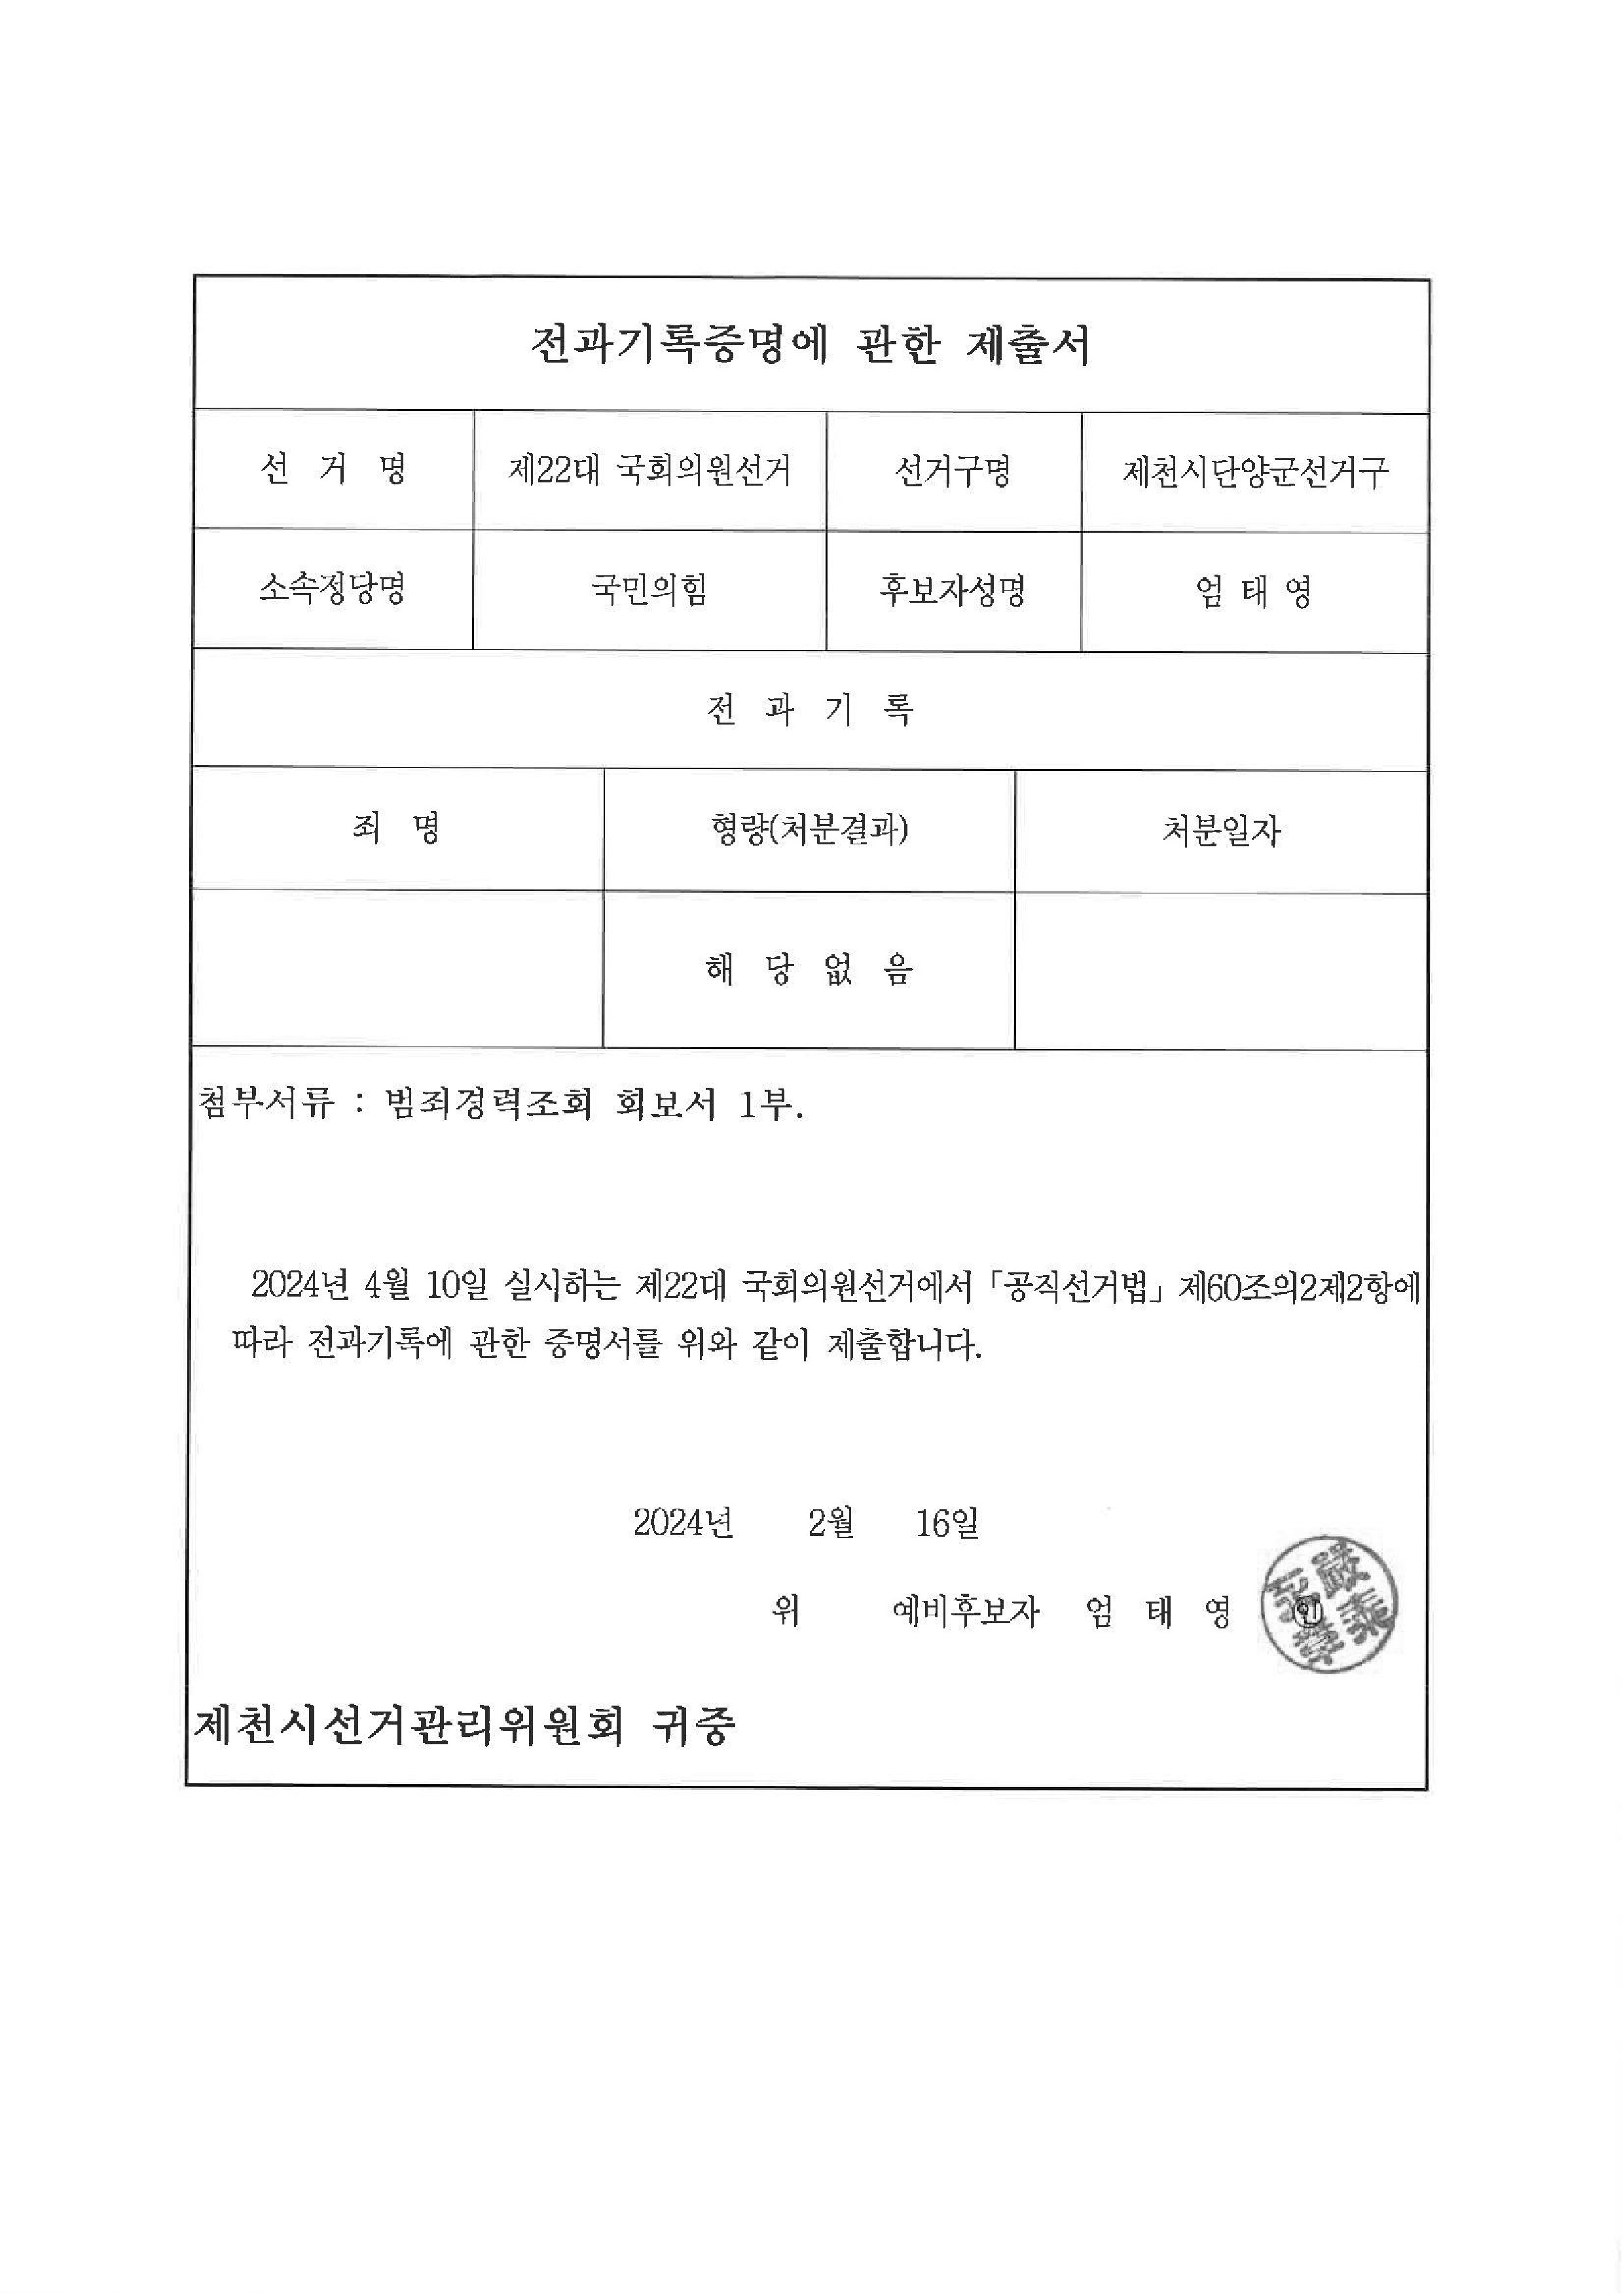 전과기록증명에 관한 제출서
선 거 명 제22대 국회의원선거 선거구명 제천시단양군선거구
소속정당명 국민의힘 후보자성명 엄 태 영
전 과 기 록
죄 명 형량(처분결과) 처분일자
해 당 없 음
첨부서류 : 범죄경력조회 회보서 1부.
2024년 4월 10일 실시하는 제22대 국회의원선거에서 「공직선거법」 제60조의2제2항에
따라 전과기록에 관한 증명서를 위와 같이 제출합니다.
2024년 2월 16일
위 예비후보자 엄 태 영 ㊞
제천시선거관리위원회 귀중